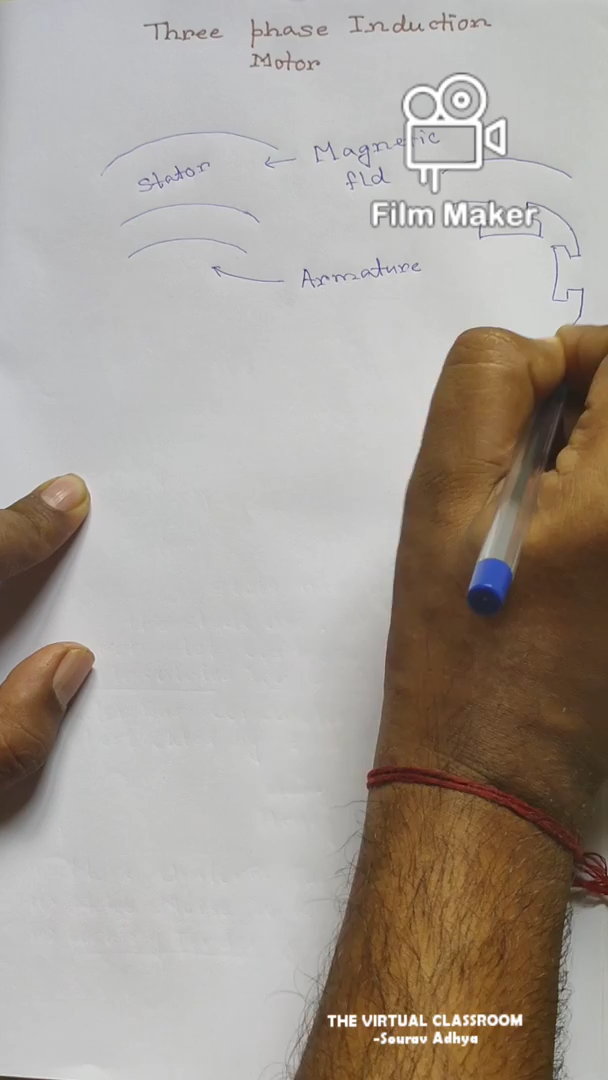 Three phase Induction
Motor
Magnetic
fld
Stator
Film Maker
Armature
THE VIRTUAL CLASSROOM
-Sourav Adhya